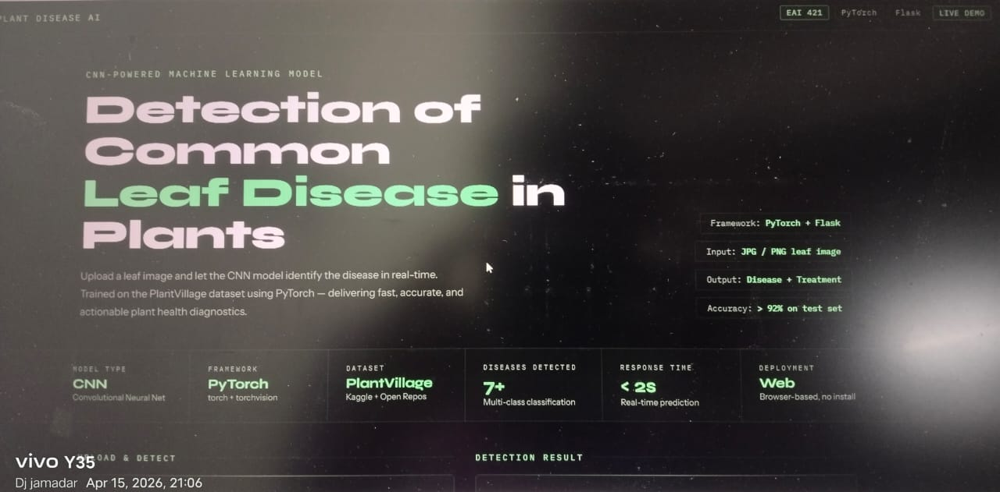 PLANT DISEASE AI
EAI 421 PyTorch Flask LIVE DEMO
CNN-POWERED MACHINE LEARNING MODEL
Detection of
Common
Leaf Disease in
Plants
Upload a leaf image and let the CNN model identify the disease in real-time.
Trained on the PlantVillage dataset using PyTorch — delivering fast, accurate, and
actionable plant health diagnostics.
Framework: PyTorch + Flask
Input: JPG / PNG leaf image
Output: Disease + Treatment
Accuracy: > 92% on test set
MODEL TYPE
CNN
Convolutional Neural Net
FRAMEWORK
PyTorch
torch + torchvision
DATASET
PlantVillage
Kaggle + Open Repos
DISEASES DETECTED
7+
Multi-class classification
RESPONSE TIME
< 2S
Real-time prediction
DEPLOYMENT
Web
Browser-based, no install
UPLOAD & DETECT
DETECTION RESULT
vivo Y35
Dj jamadar Apr 15, 2026, 21:06